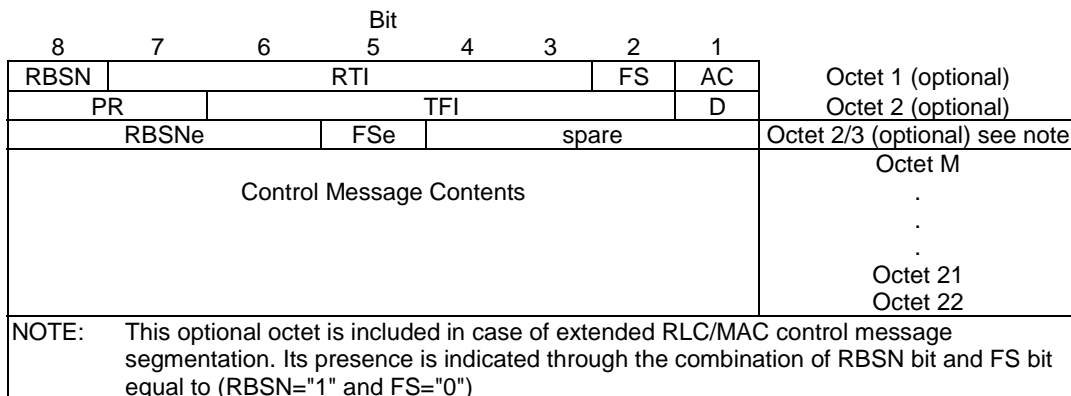 Bit
8 7 6 5 4 3 2 1
RBSN RTI FS AC Octet 1 (optional)
PR TFI D Octet 2 (optional)
RBSNe FSe spare Octet 2/3 (optional) see note
Octet M
Control Message Contents .
.
.
Octet 21
Octet 22
NOTE: This optional octet is included in case of extended RLC/MAC control message
segmentation. Its presence is indicated through the combination of RBSN bit and FS bit
equal to (RBSN="1" and FS="0")